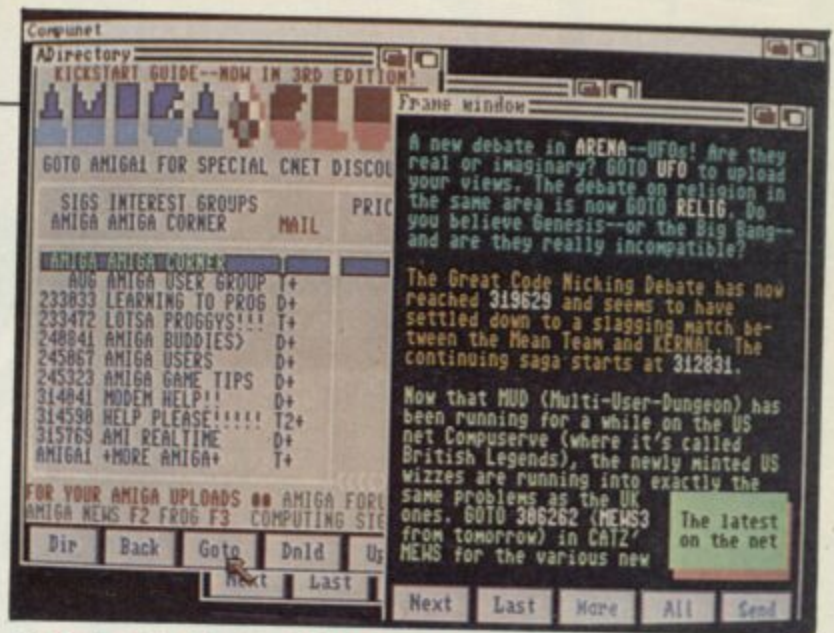 Compunet
ADirectory
KICKSTART GUIDE--NOW IN 3RD EDITION!
AMIGA
GOTO AMIGA1 FOR SPECIAL CNET DISCOU
SIGS INTEREST GROUPS
PRIC
AMIGA AMIGA CORNER
MAIL
AMIGA AMIGA CORNER T
AUG AMIGA USER GROUP T+
233033 LEARNING TO PROG D+
233472 LOTSA PROGGYS!!! T+
240841 AMIGA BUDDIES> D+
245867 AMIGA USERS D+
245323 AMIGA GAME TIPS D+
314041 MODEM HELP!! D+
314598 HELP PLEASE!!!!! T2+
315769 AMI REALTIME D+
AMIGA1 +MORE AMIGA+ T+
FOR YOUR AMIGA UPLOADS AMIGA FORU
AMIGA NEWS F2 FROG F3 COMPUTING SIG
Dir
Back
Goto
Dnld
Up
Next
Last
Frame window
A new debate in ARENA--UFOs! Are they
real or imaginary? GOTO UFO to upload
your views. The debate on religion in
the same area is now GOTO RELIG. Do
you believe Genesis--or the Big Bang--
and are they really incompatible?
The Great Code Nicking Debate has now
reached 319629 and seems to have
settled down to a slagging match be-
tween the Mean Team and KERNAL. The
continuing saga starts at 312831.
Now that MUD (Multi-User-Dungeon) has
been running for a while on the US
net Compuserve (where it's called
British Legends), the newly minted US
wizzes are running into exactly the
same problems as the UK
ones. GOTO 306262 (MEWS3
from tomorrow) in CATZ'
MEWS for the various new
The latest
on the net
Next
Last
More
All
Send